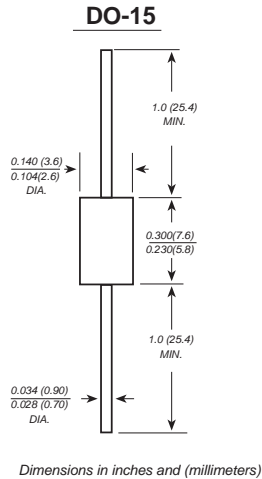 DO-15
1.0 (25.4)
MIN.
0.140 (3.6)
0.104(2.6)
DIA.
0.300(7.6)
0.230(5.8)
1.0 (25.4)
MIN.
0.034 (0.90)
0.028 (0.70)
DIA.
Dimensions in inches and (millimeters)